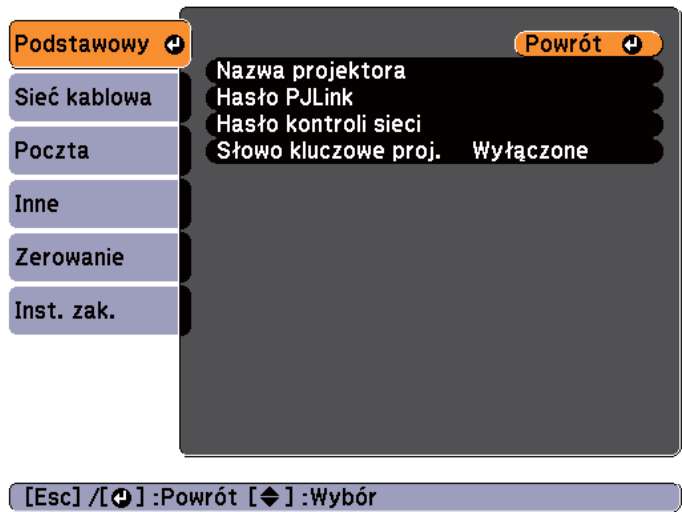 Podstawowy
Powrót
Nazwa projektora
Sieć kablowa
Hasło PJLink
Hasło kontroli sieci
Poczta
Słowo kluczowe proj. Wyłączone
Inne
Zerowanie
Inst. zak.
[Esc] /[⏎] :Powrót [◆] :Wybór